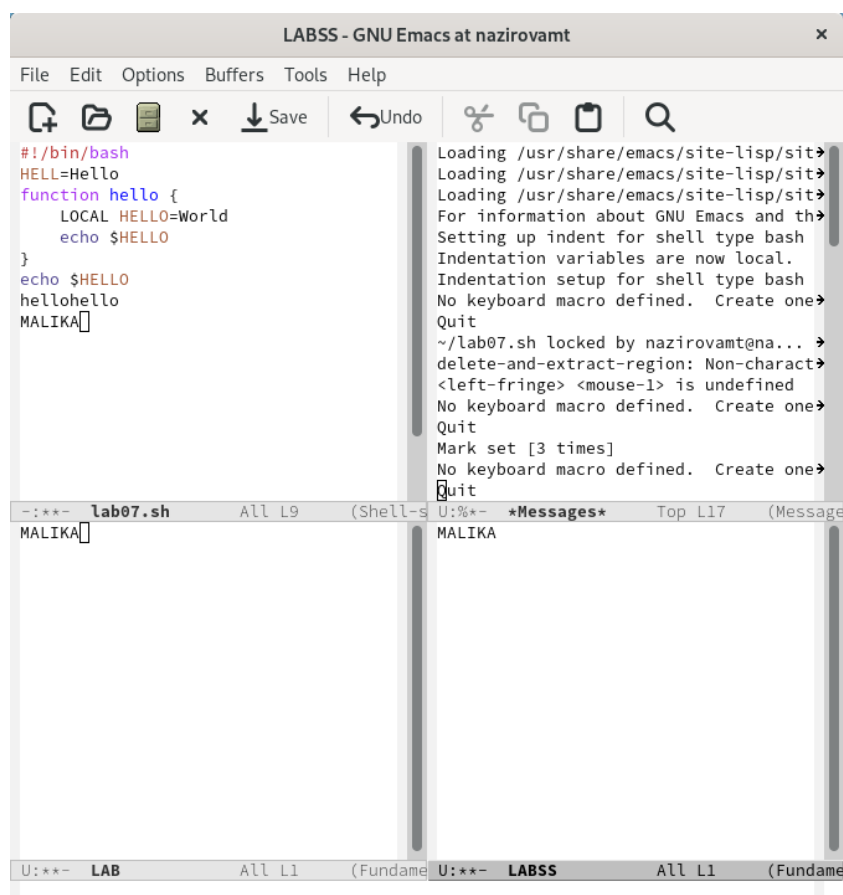 LABSS - GNU Emacs at nazirovamt
File Edit Options Buffers Tools Help
Save Undo
#!/bin/bash
HELL=Hello
function hello {
    LOCAL HELLO=World
    echo $HELLO
}
echo $HELLO
hellohello
MALIKA
-:**- lab07.sh All L9 (Shell-s
Loading /usr/share/emacs/site-lisp/sit
Loading /usr/share/emacs/site-lisp/sit
Loading /usr/share/emacs/site-lisp/sit
For information about GNU Emacs and th
Setting up indent for shell type bash
Indentation variables are now local.
Indentation setup for shell type bash
No keyboard macro defined.  Create one
Quit
~/lab07.sh locked by nazirovamt@na...
delete-and-extract-region: Non-charact
<left-fringe> <mouse-1> is undefined
No keyboard macro defined.  Create one
Quit
Mark set [3 times]
No keyboard macro defined.  Create one
Quit
U:%*- *Messages* Top L17 (Message
MALIKA
U:**- LAB All L1 (Fundame
MALIKA
U:**- LABSS All L1 (Fundame